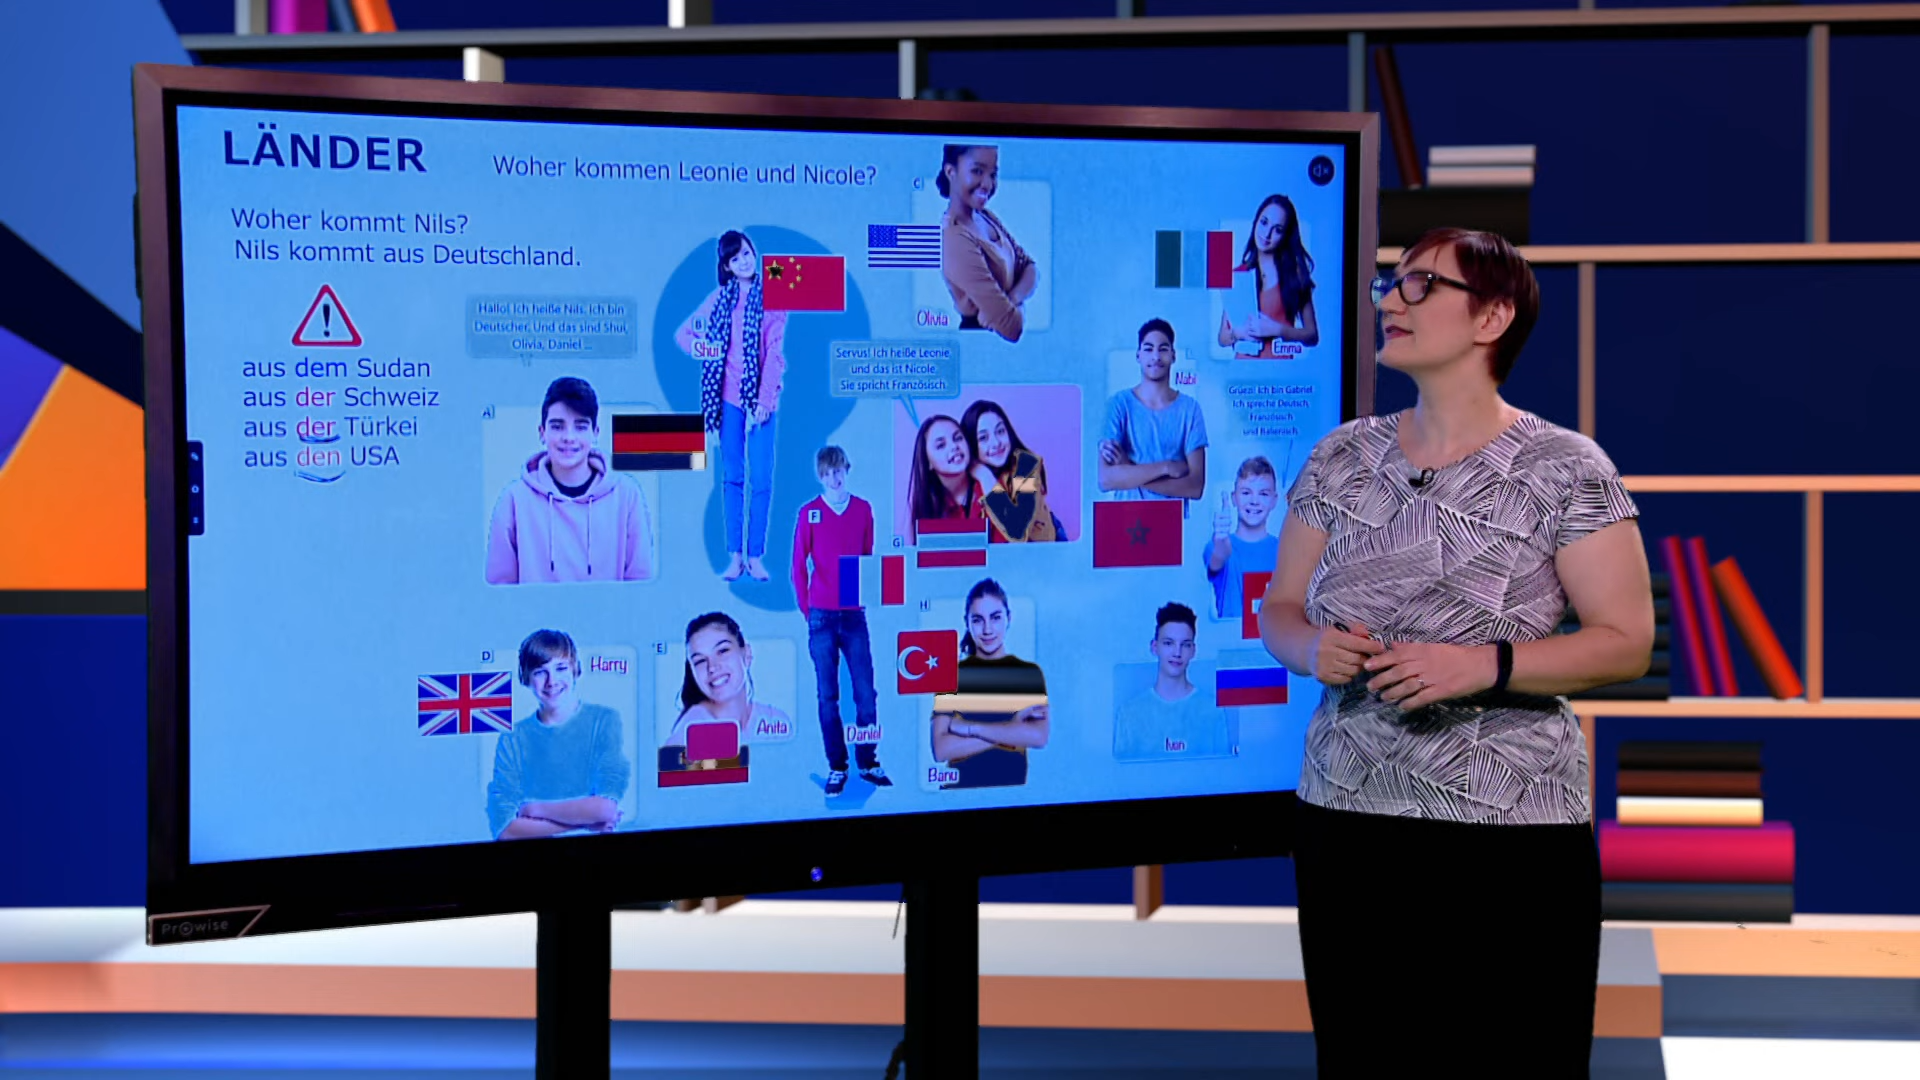 LÄNDER
Woher kommen Leonie und Nicole?
Woher kommt Nils?
Nils kommt aus Deutschland.
aus dem Sudan
aus der Schweiz
aus der Türkei
aus den USA
Hallo! Ich heiße Nils. Ich bin
Deutscher. Und das sind Shui,
Olivia, Daniel ...
A
B
Shui
C
Olivia
Servus! Ich heiße Leonie,
und das ist Nicole.
Sie spricht Französisch.
Emma
Nabi
Grüezi! Ich bin Gabriel.
Ich spreche Deutsch,
Französisch
und Italienisch.
F
G
D
Harry
E
Anita
Daniel
H
Banu
Ivan
L
Prowise